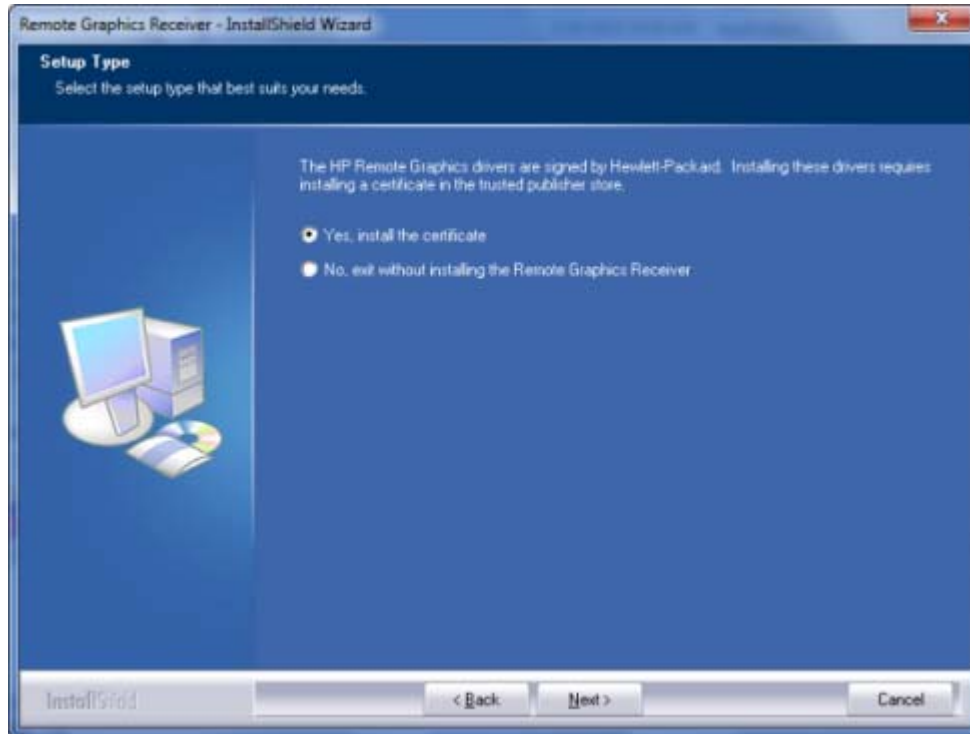 Remote Graphics Receiver - InstallShield Wizard
Setup Type
Select the setup type that best suits your needs.
The HP Remote Graphics drivers are signed by Hewlett-Packard. Installing these drivers requires
installing a certificate in the trusted publisher store.
Yes, install the certificate
No, exit without installing the Remote Graphics Receiver
InstallShield
< Back
Next >
Cancel